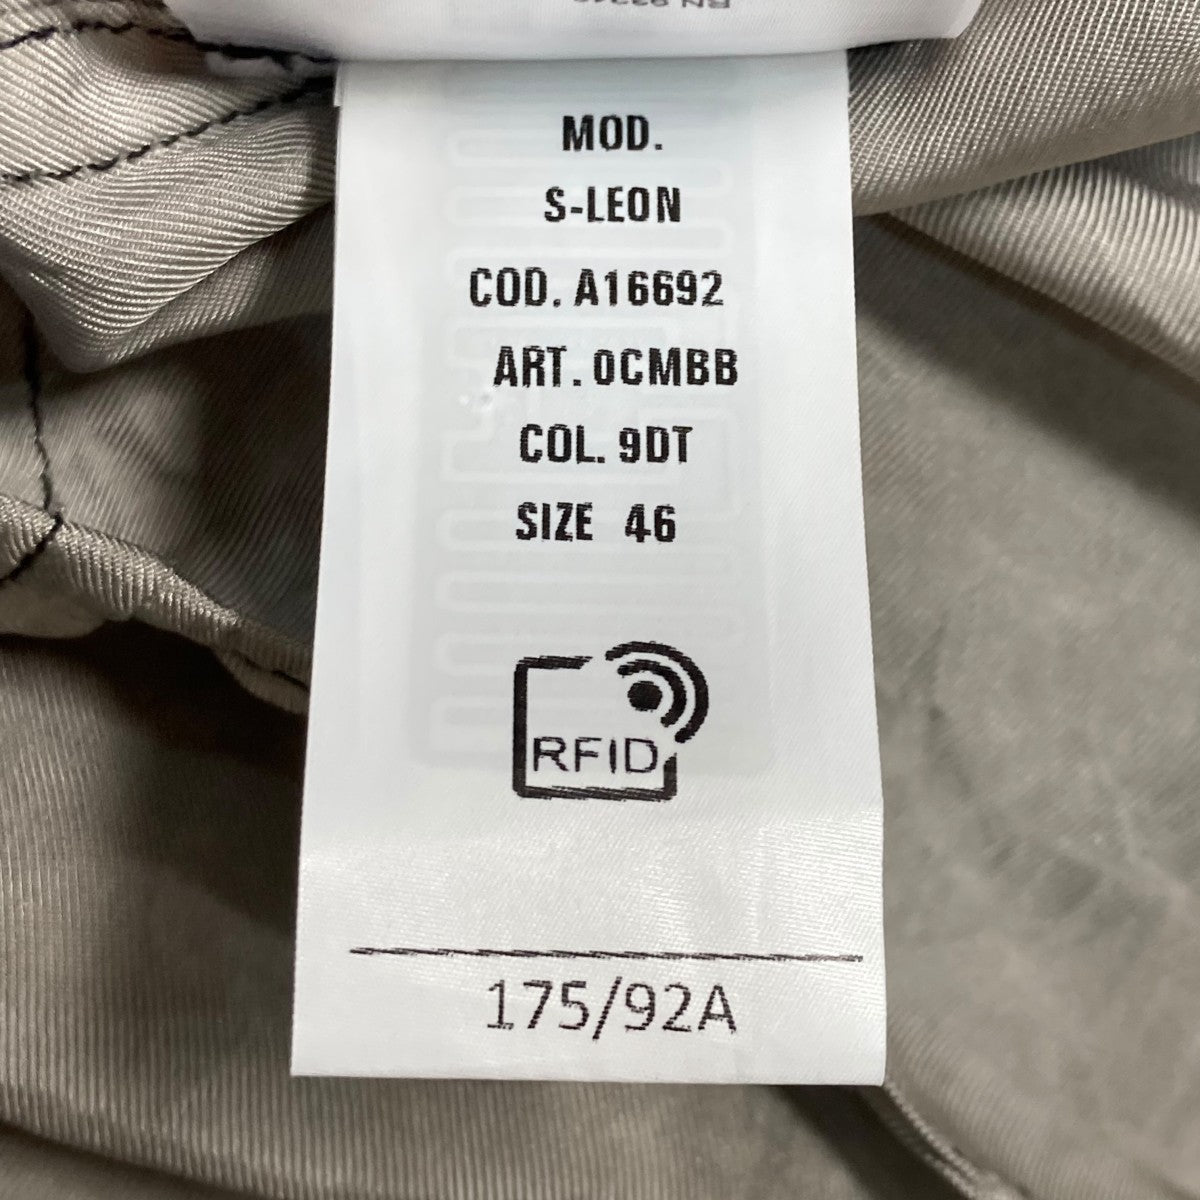 MOD.
S-LEON
COD. A16692
ART. 0CMBB
COL. 9DT
SIZE 46
RFID
175/92A